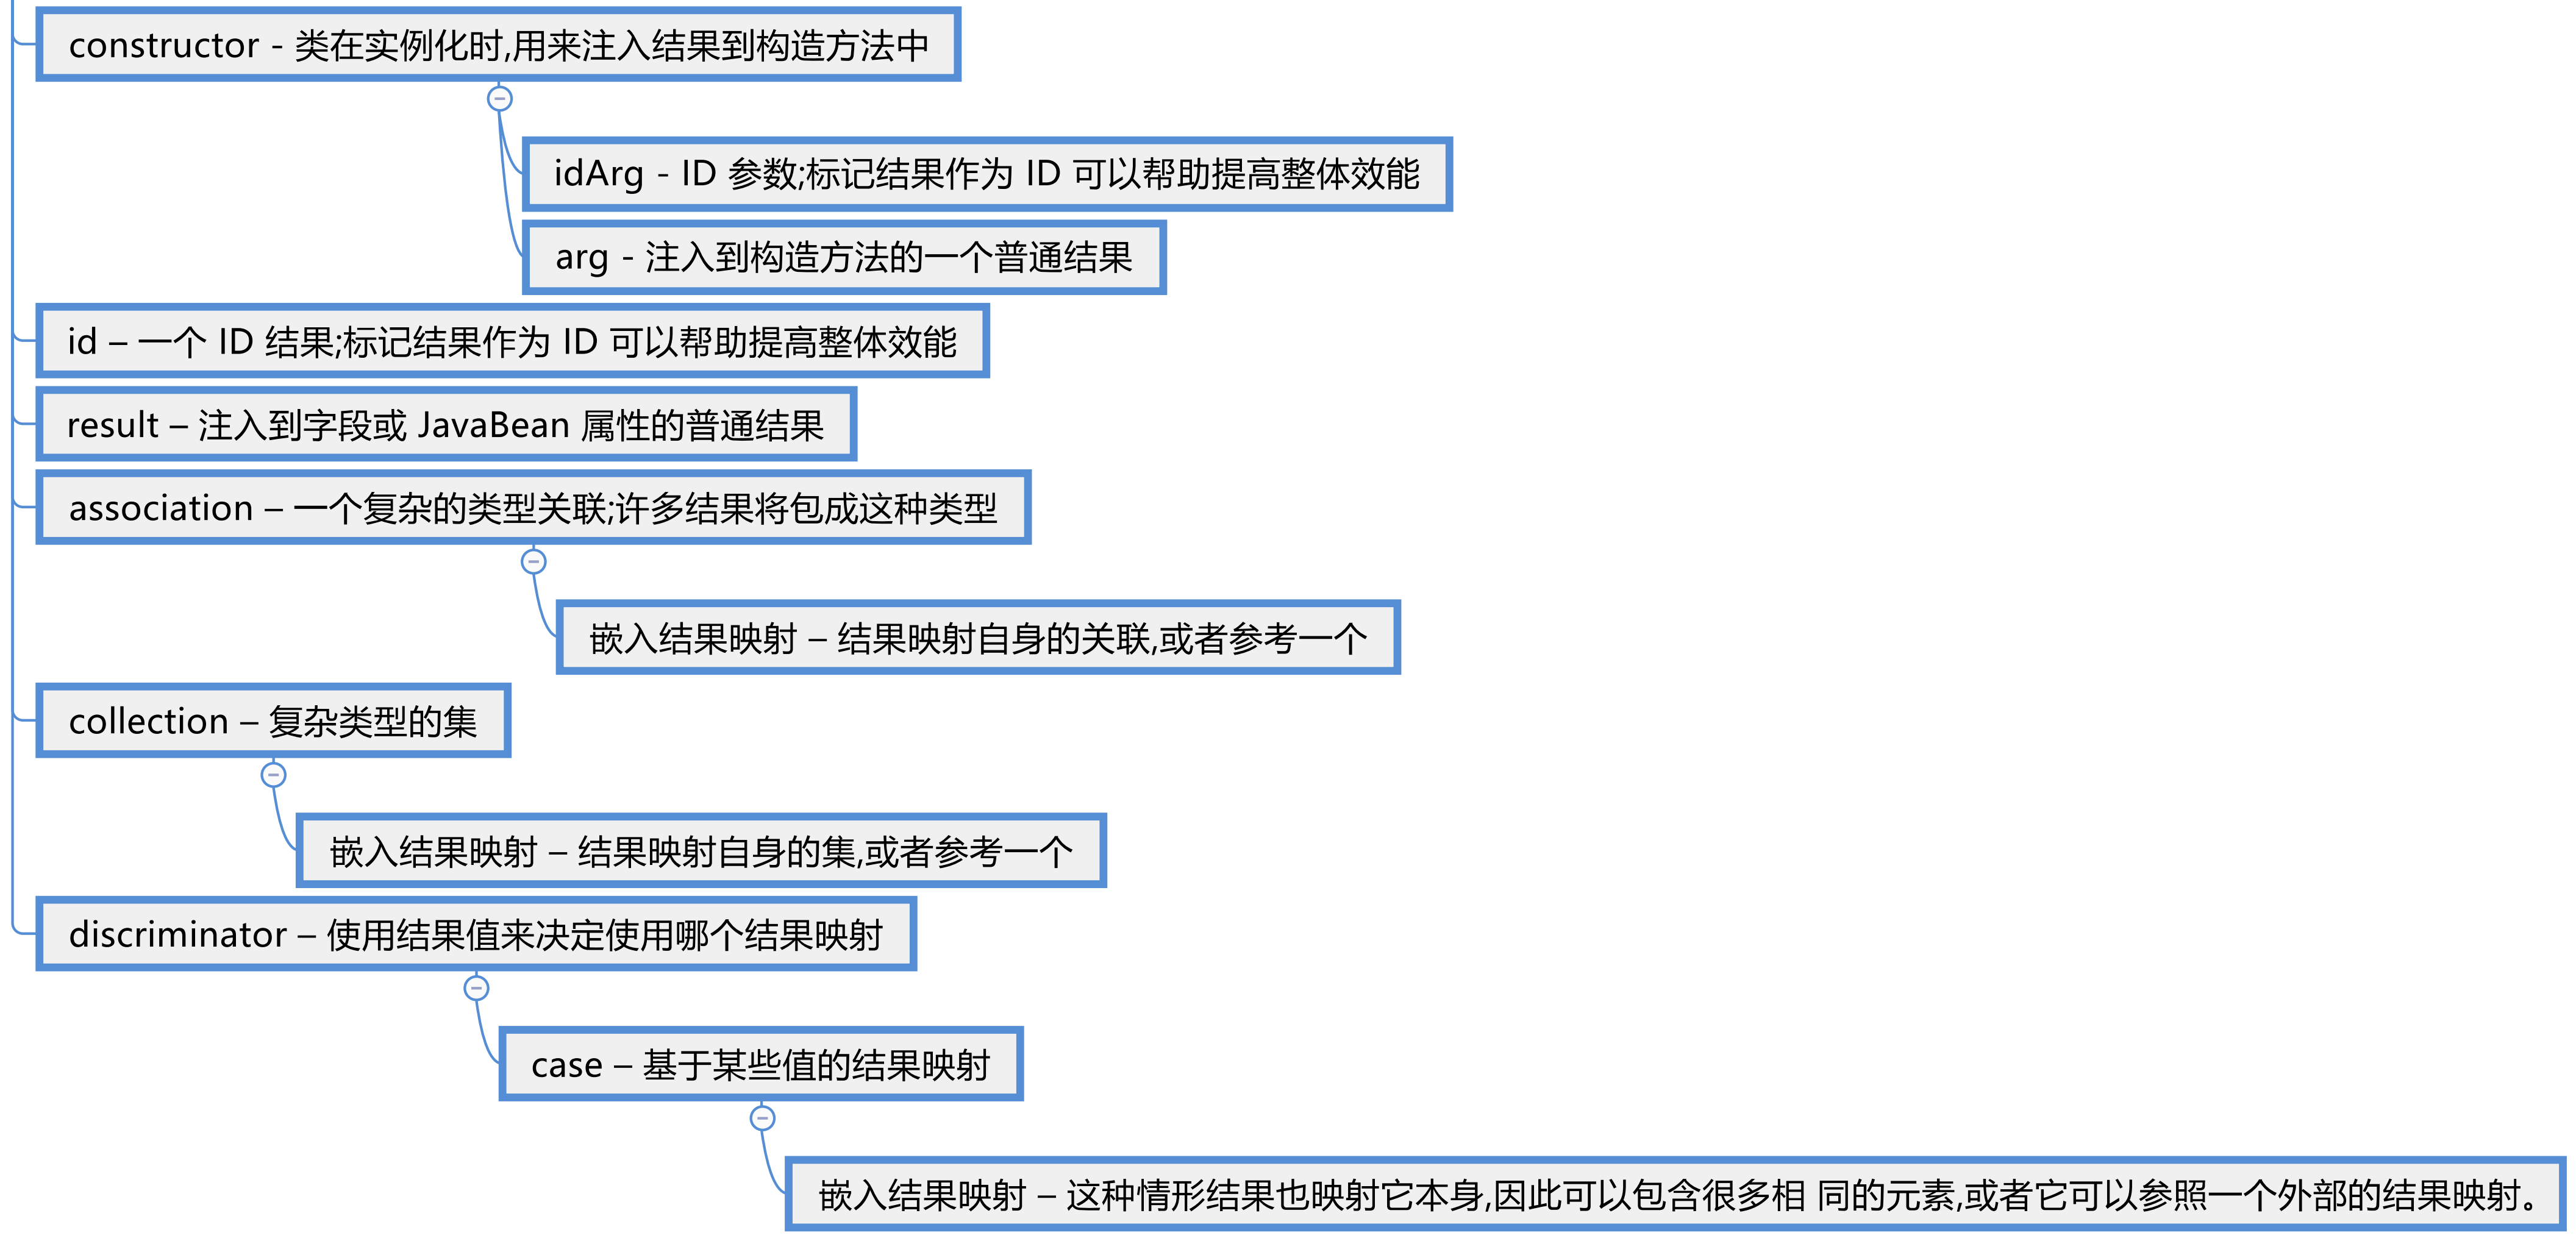 constructor - 类在实例化时,用来注入结果到构造方法中
idArg - ID 参数;标记结果作为 ID 可以帮助提高整体效能
arg - 注入到构造方法的一个普通结果
id – 一个 ID 结果;标记结果作为 ID 可以帮助提高整体效能
result – 注入到字段或 JavaBean 属性的普通结果
association – 一个复杂的类型关联;许多结果将包成这种类型
嵌入结果映射 – 结果映射自身的关联,或者参考一个
collection – 复杂类型的集
嵌入结果映射 – 结果映射自身的集,或者参考一个
discriminator – 使用结果值来决定使用哪个结果映射
case – 基于某些值的结果映射
嵌入结果映射 – 这种情形结果也映射它本身,因此可以包含很多相 同的元素,或者它可以参照一个外部的结果映射。